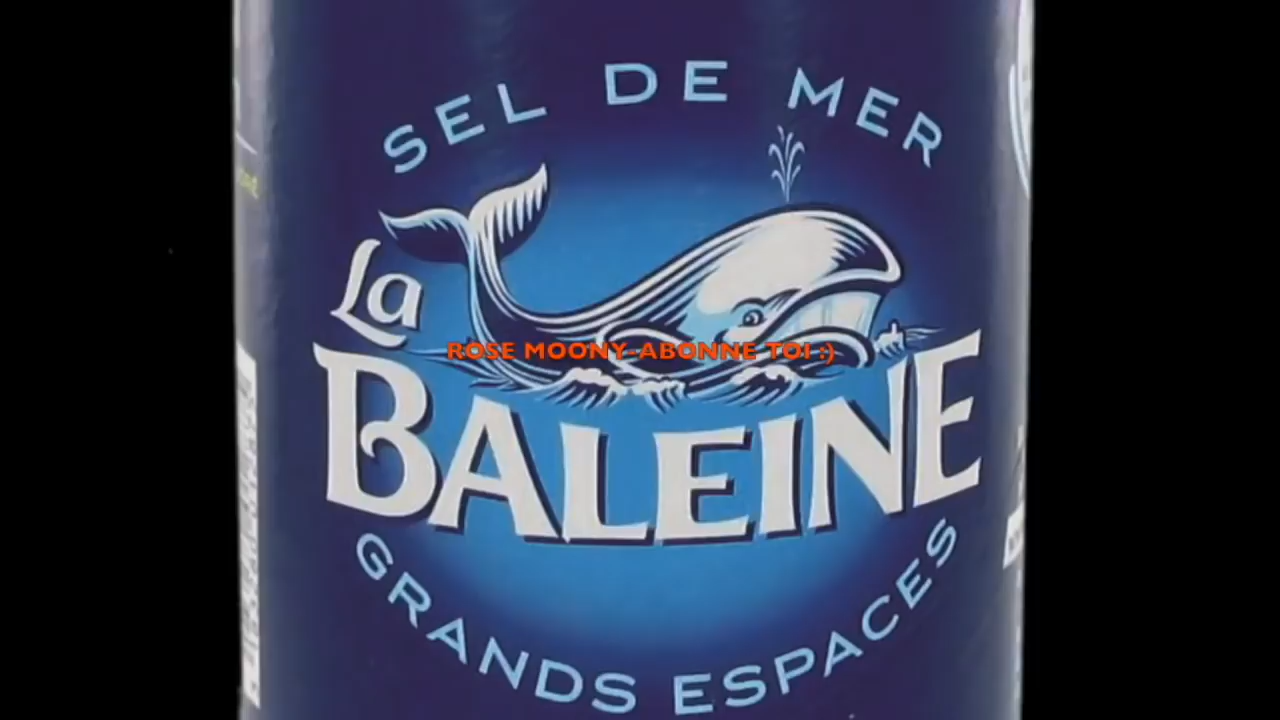 SEL DE MER
La
ROSE MOONY-ABONNE TOI :)
BALEINE
GRANDS ESPACES